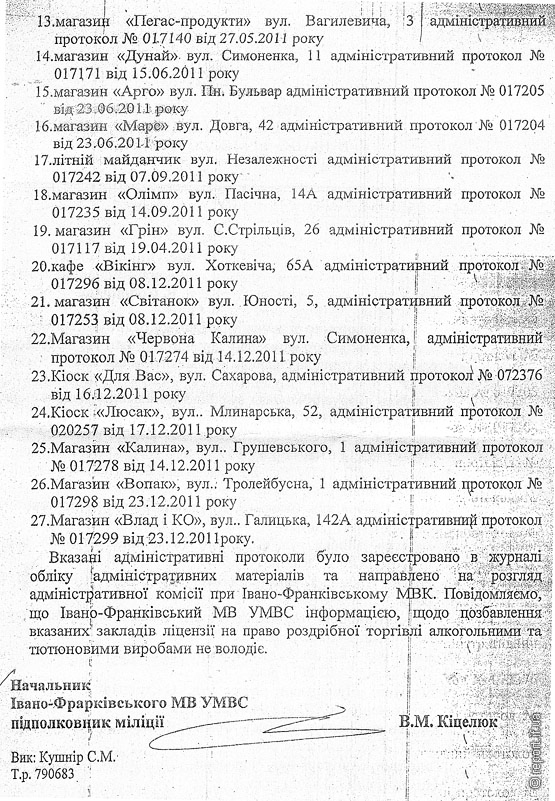 13.магазин «Пегас-продукти» вул. Вагилевича, 3 адміністративний
протокол № 017140 від 27.05.2011 року
14.магазин «Дунай» вул. Симоненка, 11 адміністративний протокол №
017171 від 15.06.2011 року
15.магазин «Арго» вул. Пн. Бульвар адміністративний протокол № 017205
від 23.06.2011 року
16.магазин «Марс» вул. Довга, 42 адміністративний протокол № 017204
від 23.06.2011 року
17.літній майданчик вул. Незалежності адміністративний протокол №
017242 від 07.09.2011 року
18.магазин «Олімп» вул. Пасічна, 14А адміністративний протокол №
017235 від 14.09.2011 року
19. магазин «Грін» вул. С.Стрільців, 26 адміністративний протокол №
017117 від 19.04.2011 року
20.кафе «Вікінг» вул. Хоткевіча, 65А адміністративний протокол №
017296 від 08.12.2011 року
21. магазин «Світанок» вул. Юності, 5, адміністративний протокол №
017253 від 08.12.2011 року
22.Магазин «Червона Калина» вул. Симоненка, адміністративний
протокол № 017274 від 14.12.2011 року
23.Кіоск «Для Вас», вул. Сахарова, адміністративний протокол № 072376
від 16.12.2011 року
24.Кіоск «Люсак», вул.. Млинарська, 52, адміністративний протокол №
020257 від 17.12.2011 року
25.Магазин «Калина», вул.. Грушевського, 1 адміністративний протокол
№ 017278 від 14.12.2011 року
26.Магазин «Вопак», вул.. Тролейбусна, 1 адміністративний протокол №
017298 від 23.12.2011 року
27.Магазин «Влад і КО», вул.. Галицька, 142А адміністративний протокол
№ 017299 від 23.12.2011року.
Вказані адміністративні протоколи було зареєстровано в журналі
обліку адміністративних матеріалів та направлено на розгляд
адміністративної комісії при Івано-Франківському МВК. Повідомляємо,
що Івано-Франківський МВ УМВС інформацією, щодо позбавлення
вказаних закладів ліцензії на право роздрібної торгівлі алкогольними та
тютюновими виробами не володіє.
Начальник
Івано-Фрарківського МВ УМВС
підполковник міліції В.М. Кіцелюк
Вик: Кушнір С.М.
Т.р. 790683
© report.if.ua